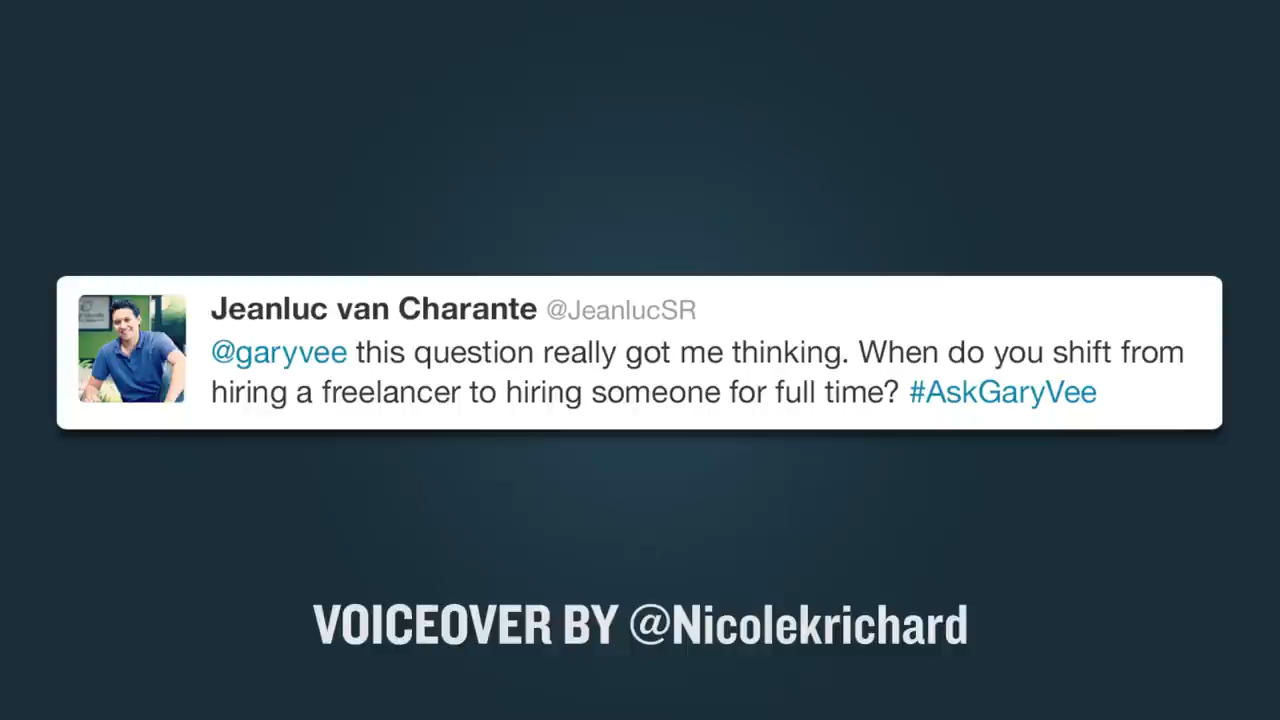 Jeanluc van Charante @JeanlucSR
@garyvee this question really got me thinking. When do you shift from
hiring a freelancer to hiring someone for full time? #AskGaryVee
VOICEOVER BY @Nicolekrichard